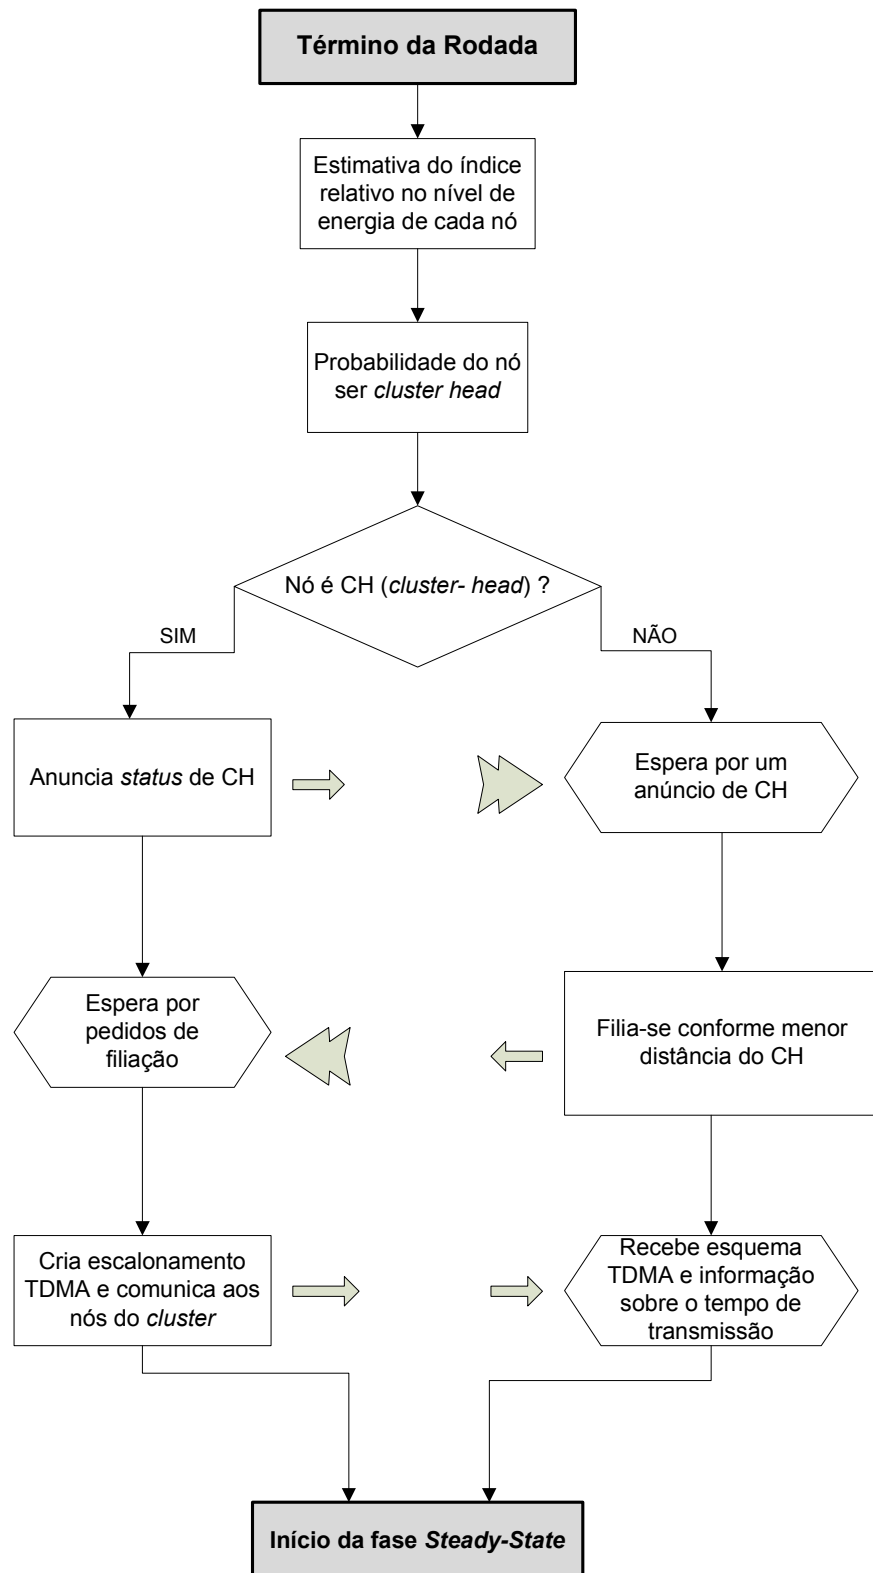 Término da Rodada
Estimativa do índice
relativo no nível de
energia de cada nó
Probabilidade do nó
ser cluster head
Nó é CH (cluster- head) ?
SIM
NÃO
Anuncia status de CH
Espera por um
anúncio de CH
Espera por
pedidos de
filiação
Filia-se conforme menor
distância do CH
Cria escalonamento
TDMA e comunica aos
nós do cluster
Recebe esquema
TDMA e informação
sobre o tempo de
transmissão
Início da fase Steady-State